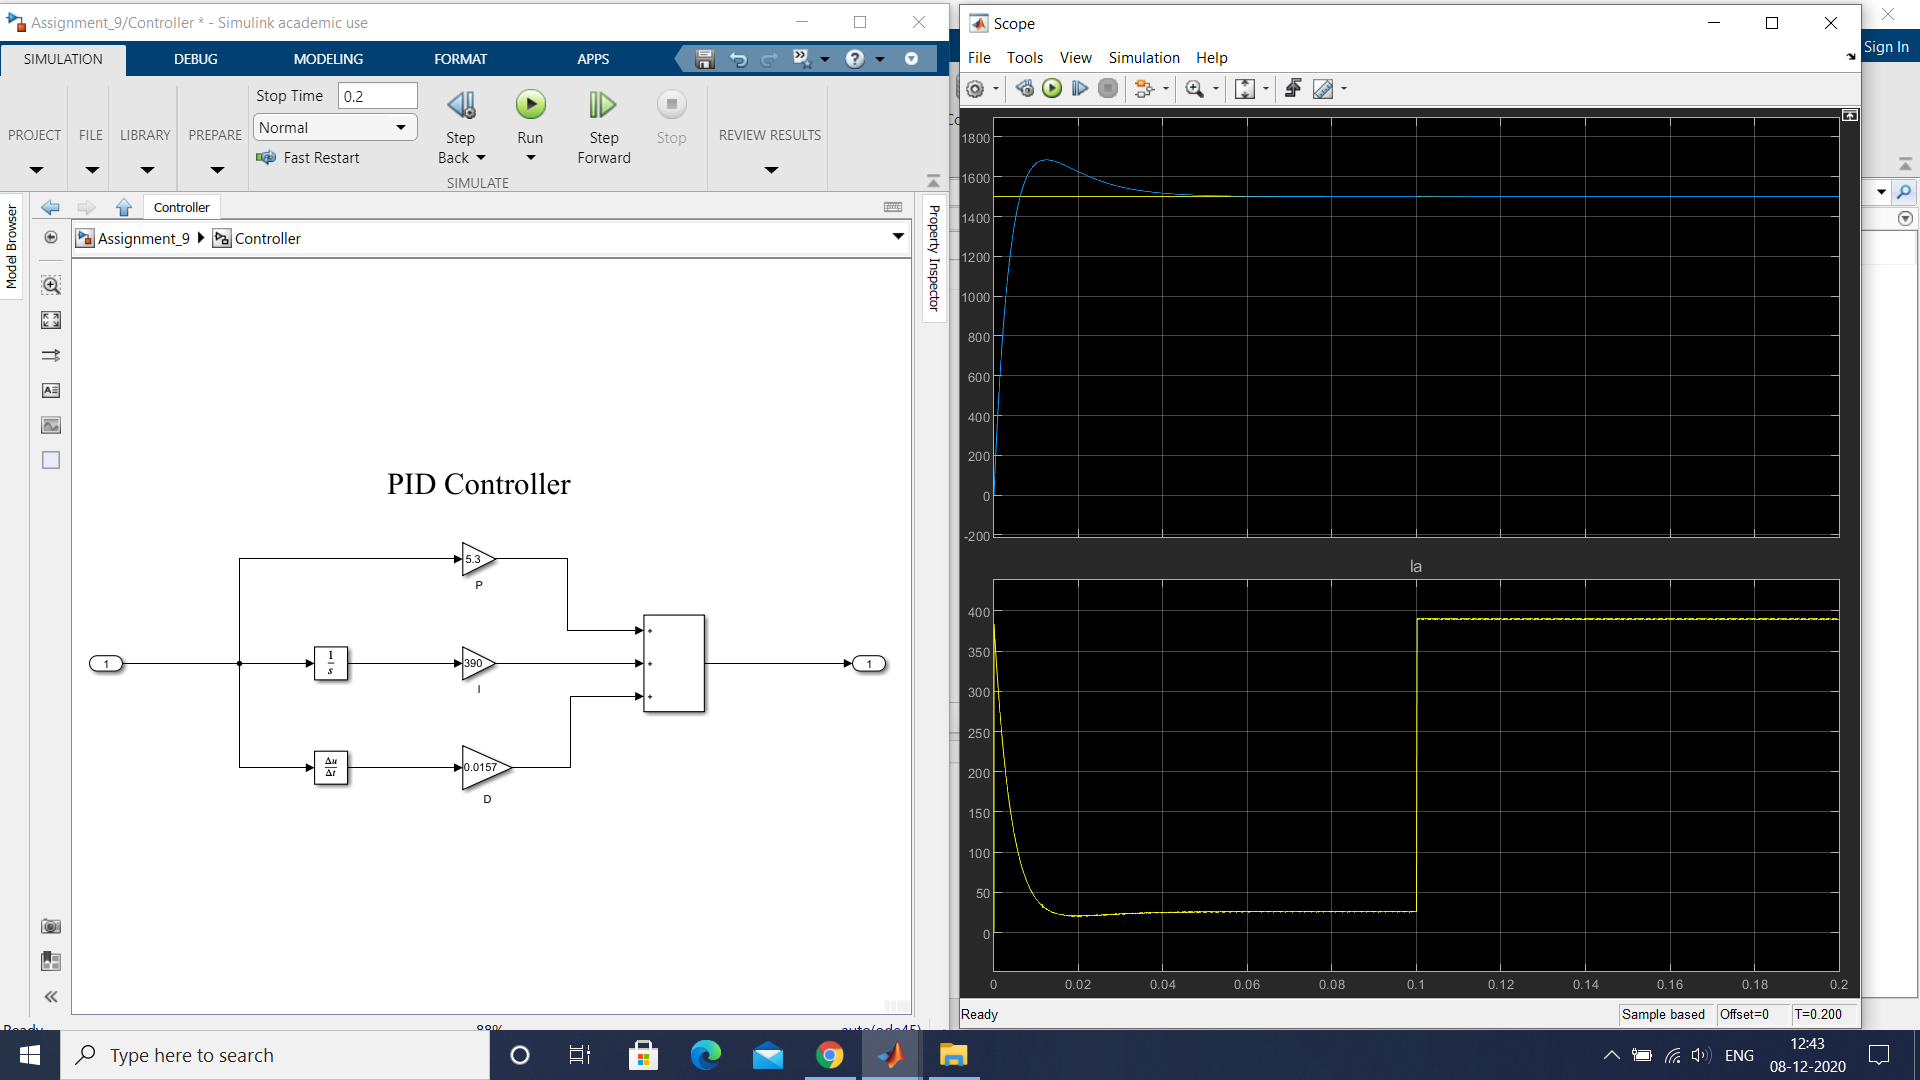 Assignment_9/Controller * - Simulink academic use
SIMULATION DEBUG MODELING FORMAT APPS
Stop Time 0.2
Normal
Fast Restart
PROJECT FILE LIBRARY PREPARE
Step Back
Run
Step Forward
Stop
REVIEW RESULTS
SIMULATE
Model Browser
Controller
Assignment_9 Controller
Property Inspector
PID Controller
5.3
P
1
1
s
390
I
+
+
+
1
Δu
Δt
0.0157
D
Ready 88% auto(ode45)
Scope
File Tools View Simulation Help
Sign In
1800
1600
1400
1200
1000
800
600
400
200
0
-200
Ia
400
350
300
250
200
150
100
50
0
0 0.02 0.04 0.06 0.08 0.1 0.12 0.14 0.16 0.18 0.2
Ready Sample based Offset=0 T=0.200
Type here to search
ENG
12:43
08-12-2020